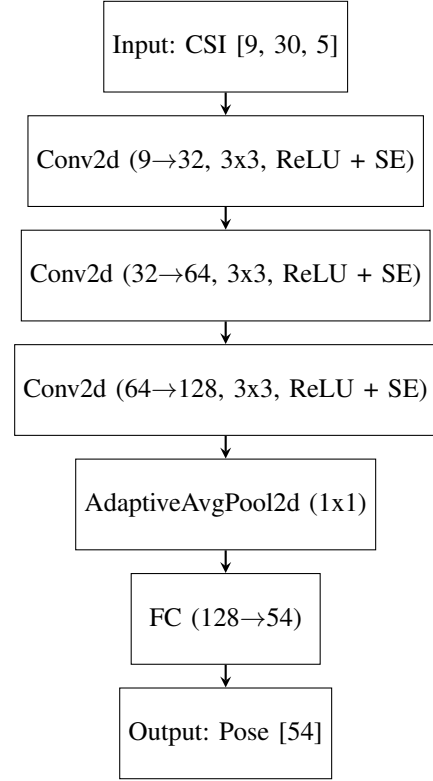 Input: CSI [9, 30, 5]
Conv2d (9→32, 3x3, ReLU + SE)
Conv2d (32→64, 3x3, ReLU + SE)
Conv2d (64→128, 3x3, ReLU + SE)
AdaptiveAvgPool2d (1x1)
FC (128→54)
Output: Pose [54]